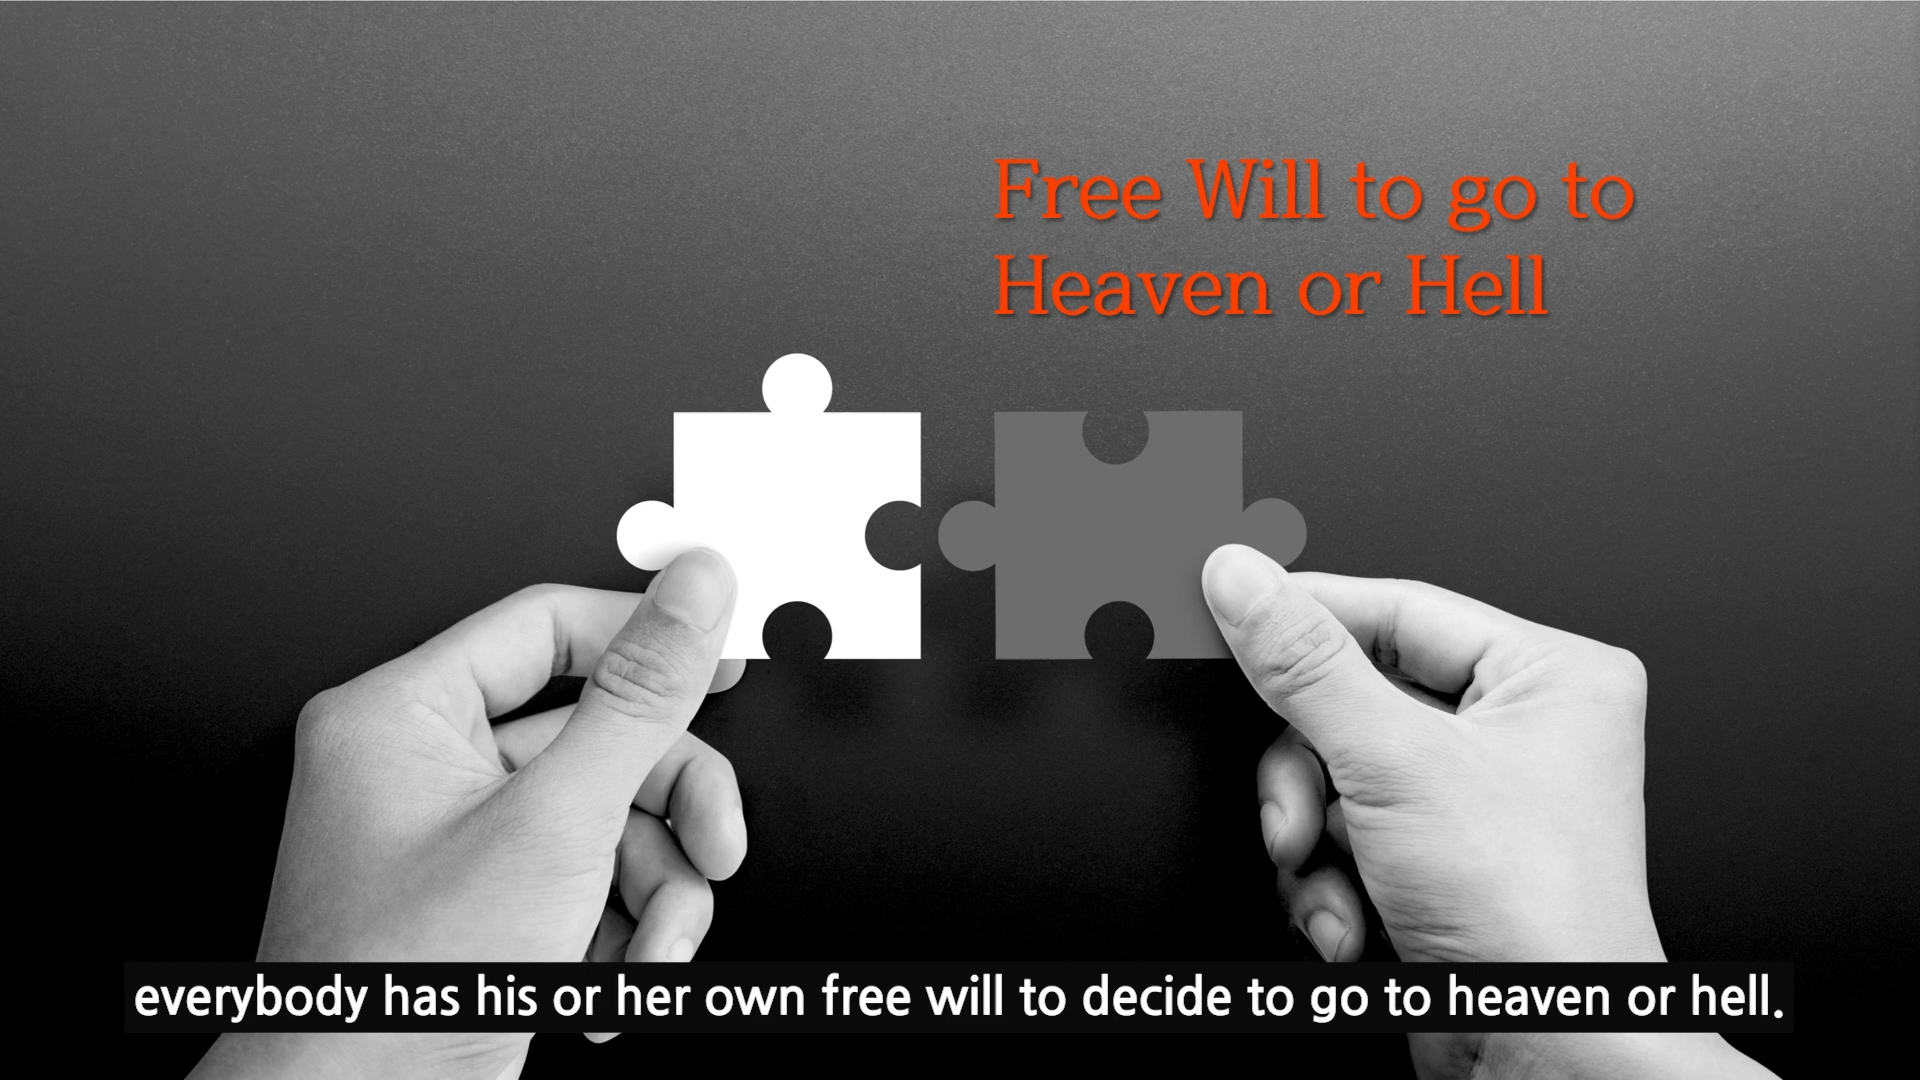 Free Will to go to
Heaven or Hell
everybody has his or her own free will to decide to go to heaven or hell.